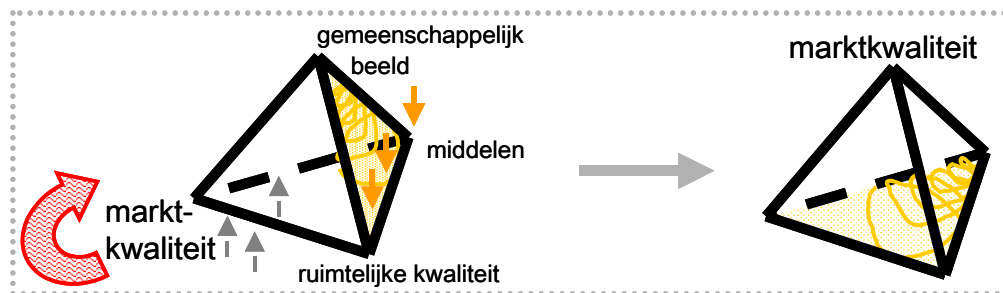 gemeenschappelijk
beeld
middelen
markt-
kwaliteit
ruimtelijke kwaliteit
marktkwaliteit